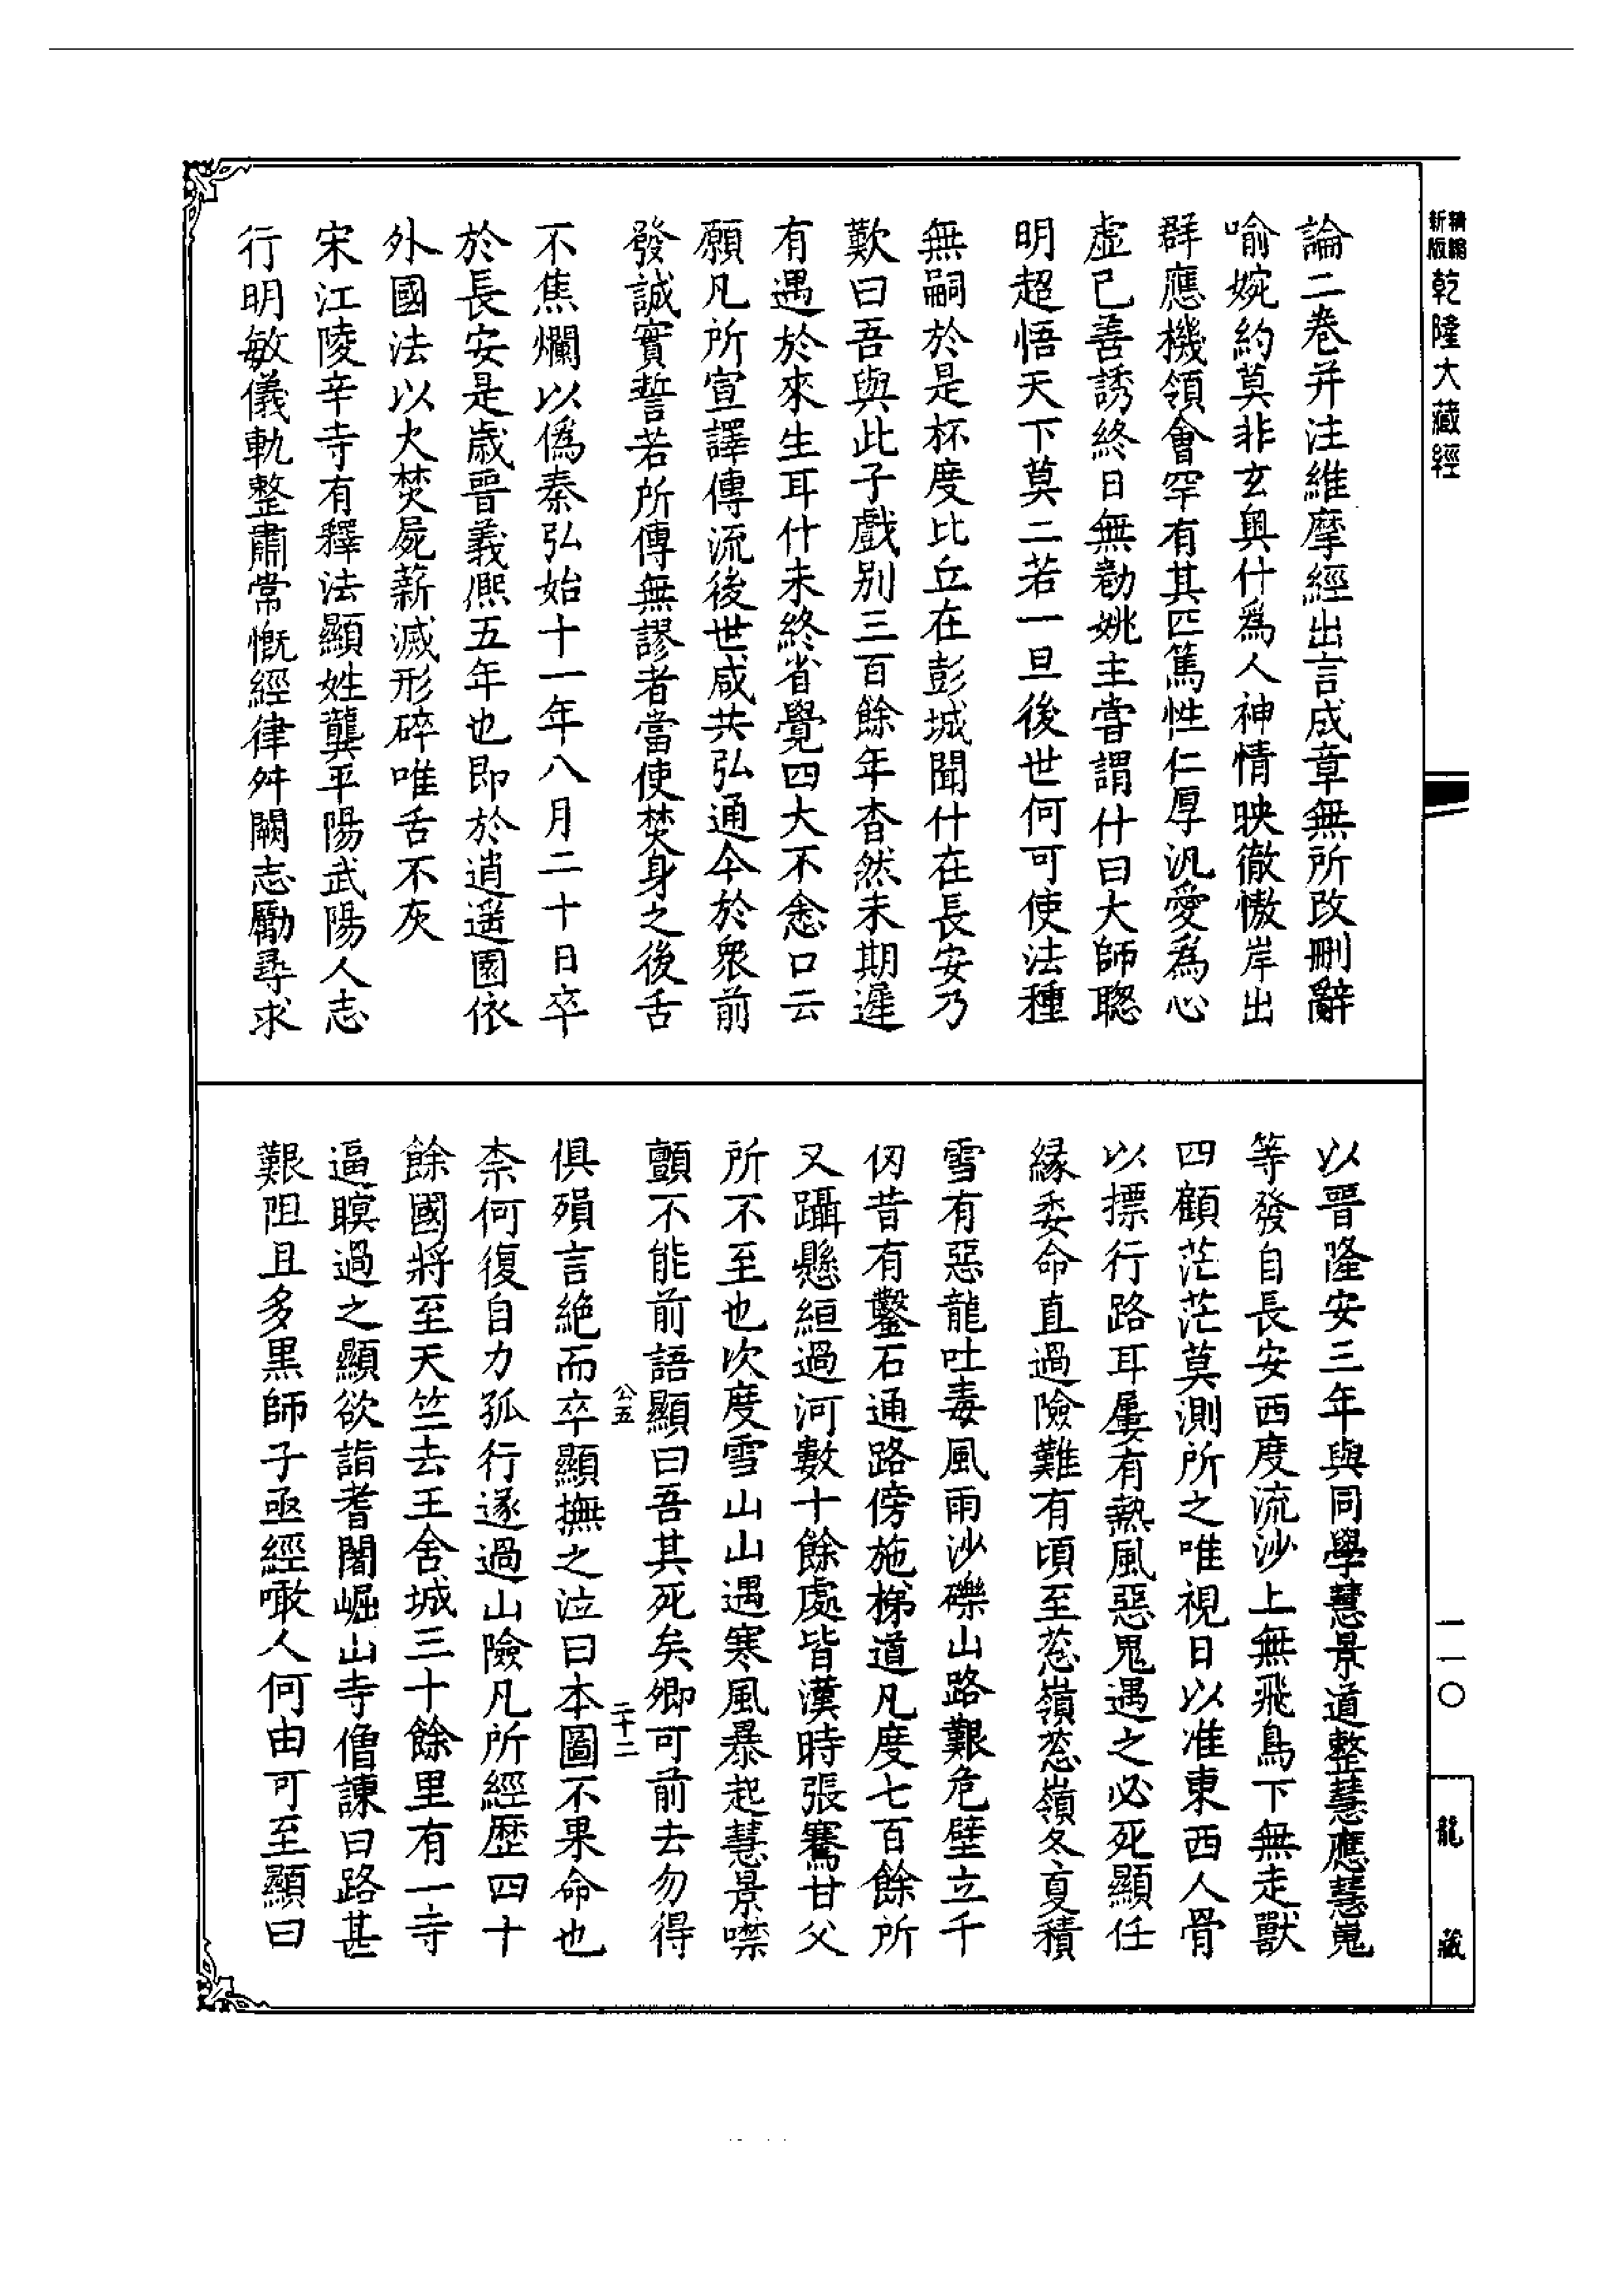 精縮
新版
乾隆大藏經
論二卷并注維摩經出言成章無所改刪辭
喻婉約莫非玄奧什爲人神情映徹慠岸出
群應機領會罕有其匹篤性仁厚汎愛爲心
虛已善誘終日無勌姚主嘗謂什曰大師聰
明超悟天下莫二若一旦後世何可使法種
無嗣於是杯度比丘在彭城聞什在長安乃
歎曰吾與此子戲別三百餘年杳然未期遲
有遇於來生耳什未終省覺四大不悆口云
願凡所宣譯傳流後世咸共弘通今於衆前
發誠實誓若所傳無謬者當使焚身之後舌
不焦爛以僞秦弘始十一年八月二十日卒
於長安是歲晉義熈五年也即於逍遥園依
外國法以火焚屍薪滅形碎唯舌不灰
宋江陵辛寺有釋法顯姓龔平陽武陽人志
行明敏儀軌整肅常慨經律舛闕志勵尋求
以晉隆安三年與同學慧景道整慧應慧嵬
等發自長安西度流沙上無飛鳥下無走獸
四顧茫茫莫測所之唯視日以准東西人骨
以摽行路耳屢有熱風惡鬼遇之必死顯任
緣委命直過險難有頃至葱嶺葱嶺冬夏積
雪有惡龍吐毒風雨沙礫山路艱危壁立千
仞昔有鑿石通路傍施梯道凡度七百餘所
又躡懸絙過河數十餘處皆漢時張騫甘父
所不至也次度雪山山遇寒風暴起慧景噤
顫不能前語顯曰吾其死矣卿可前去勿得
公五
二十二
俱殞言絶而卒顯撫之泣曰本圖不果命也
柰何復自力孤行遂過山險凡所經歷四十
餘國將至天竺去王舍城三十餘里有一寺
逼暝過之顯欲詣耆闍崛山寺僧諫曰路甚
艱阻且多黑師子亟經噉人何由可至顯曰
一一〇
龍藏